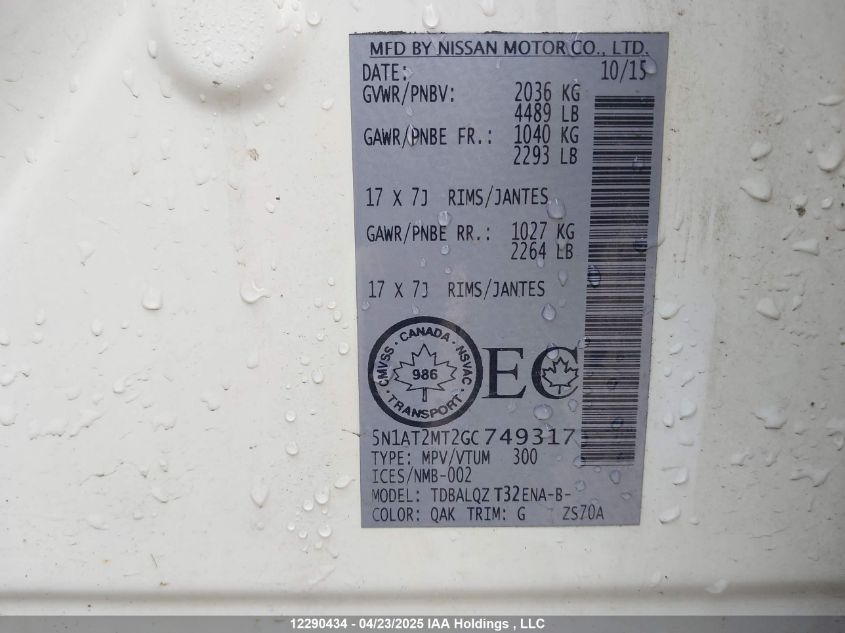 MFD BY NISSAN MOTOR CO., LTD.
DATE: 10/15
GVWR/PNBV: 2036 KG
4489 LB
GAWR/PNBE FR.: 1040 KG
2293 LB
17 X 7J RIMS/JANTES
GAWR/PNBE RR.: 1027 KG
2264 LB
17 X 7J RIMS/JANTES
CMVSS · CANADA · NSVAC · TRANSPORT ·
986
EC
5N1AT2MT2GC749317
TYPE: MPV/VTUM 300
ICES/NMB-002
MODEL: TDBALQZ T32ENA-B-
COLOR: QAK TRIM: G ZS70A
12290434 - 04/23/2025 IAA Holdings , LLC